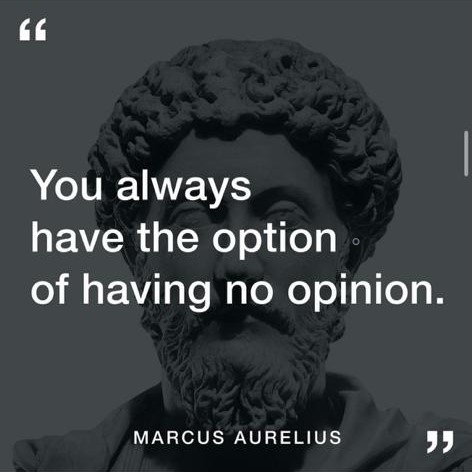 “
You always
have the option
of having no opinion.
MARCUS AURELIUS
”